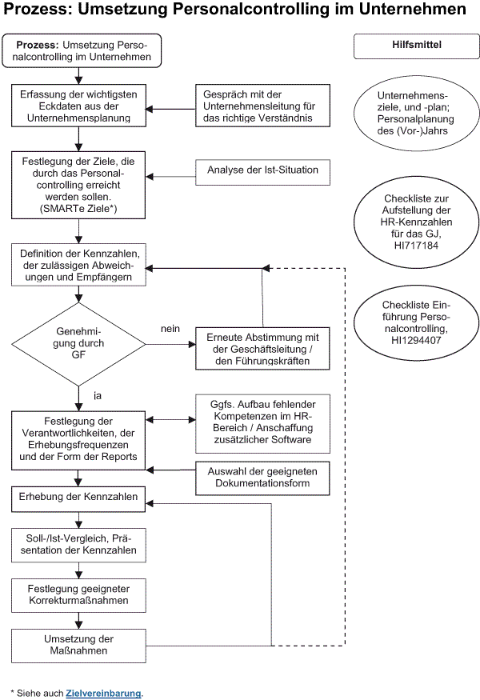 Prozess: Umsetzung Personalcontrolling im Unternehmen
Prozess: Umsetzung Perso-
nalcontrolling im Unternehmen
Hilfsmittel
Erfassung der wichtigsten
Eckdaten aus der
Unternehmensplanung
Gespräch mit der
Unternehmensleitung für
das richtige Verständnis
Unternehmens-
ziele, und -plan;
Personalplanung
des (Vor-)Jahrs
Festlegung der Ziele, die
durch das Personal-
controlling erreicht
werden sollen.
(SMARTe Ziele*)
Analyse der Ist-Situation
Checkliste zur
Aufstellung der
HR-Kennzahlen
für das GJ,
HI717184
Definition der Kennzahlen,
der zulässigen Abweich-
ungen und Empfängern
Genehmi-
gung durch
GF
nein
Erneute Abstimmung mit
der Geschäftsleitung /
den Führungskräften
Checkliste Ein-
führung Perso-
nalcontrolling,
HI1294407
ja
Festlegung der
Verantwortlichkeiten, der
Erhebungsfrequenzen
und der Form der Reports
Ggfs. Aufbau fehlender
Kompetenzen im HR-
Bereich / Anschaffung
zusätzlicher Software
Auswahl der geeigneten
Dokumentationsform
Erhebung der Kennzahlen
Soll-/Ist-Vergleich, Prä-
sentation der Kennzahlen
Festlegung geeigneter
Korrekturmaßnahmen
Umsetzung der
Maßnahmen
* Siehe auch Zielvereinbarung.